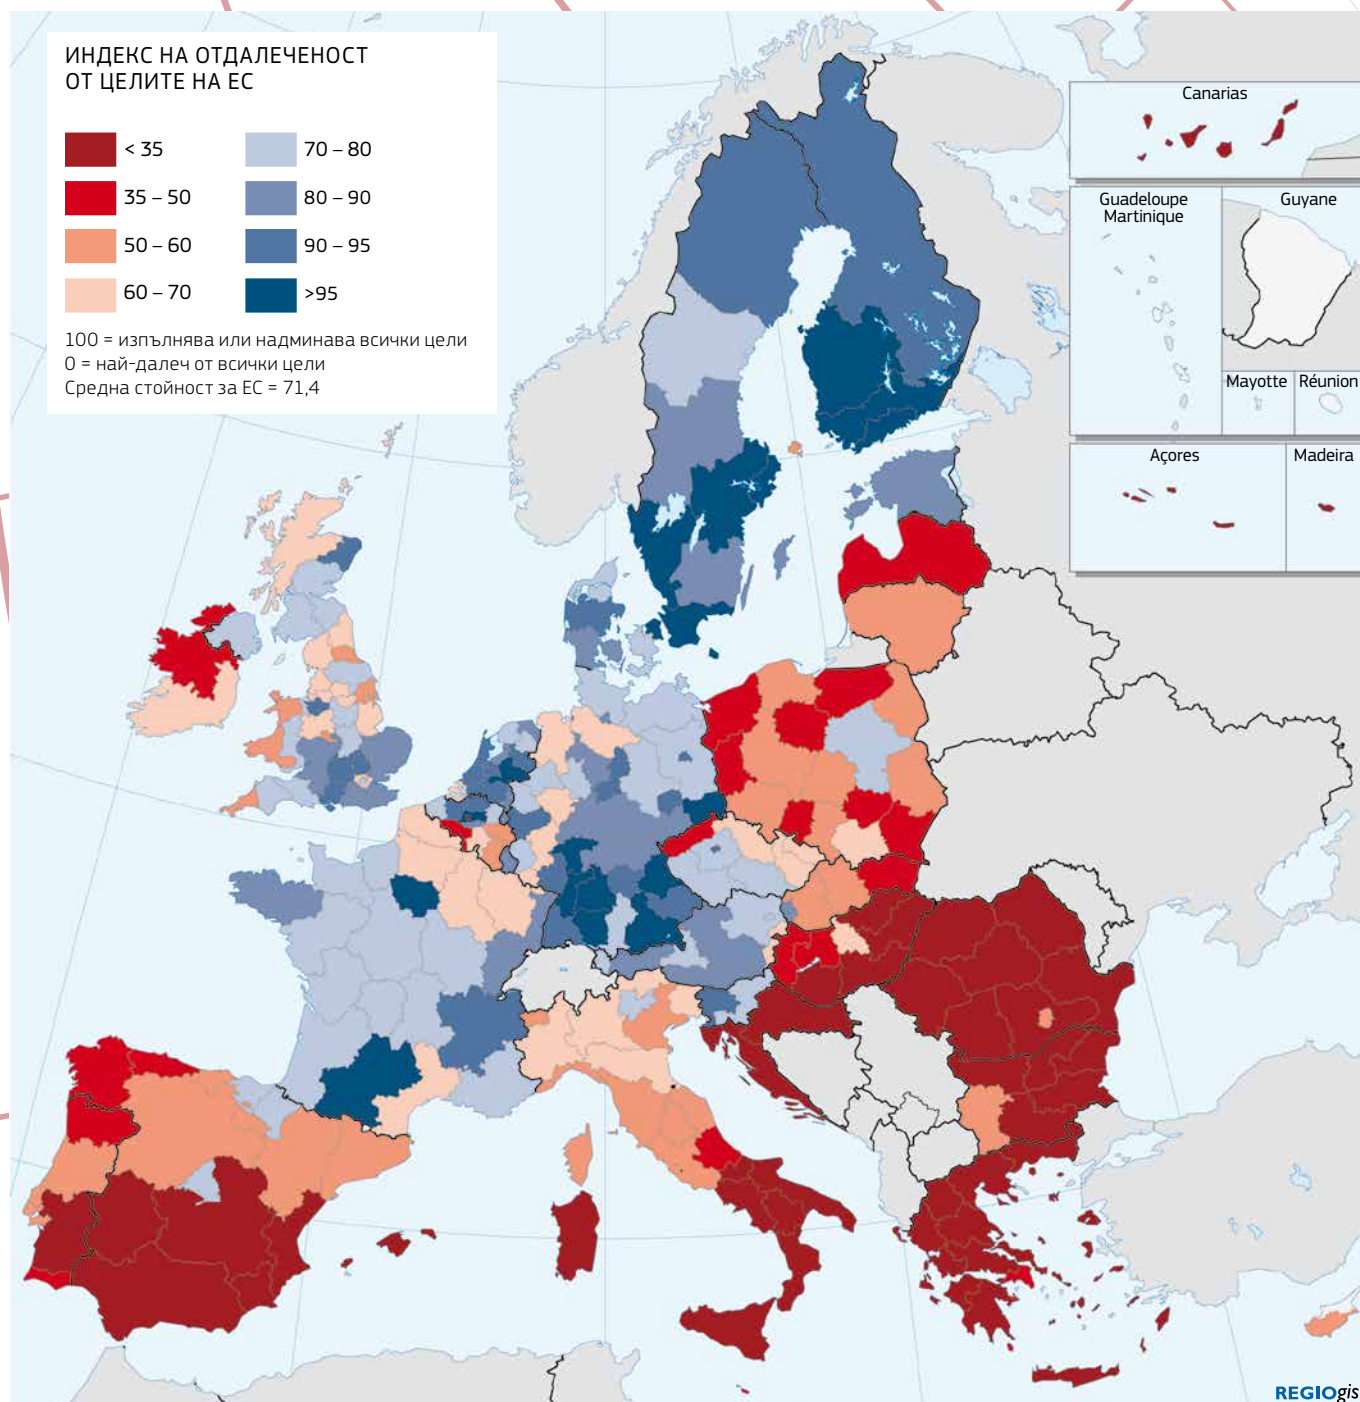 ИНДЕКС НА ОТДАЛЕЧЕНОСТ
ОТ ЦЕЛИТЕ НА ЕС
< 35
35 – 50
50 – 60
60 – 70
70 – 80
80 – 90
90 – 95
>95
100 = изпълнява или надминава всички цели
0 = най-далеч от всички цели
Средна стойност за ЕС = 71,4
Canarias
Guadeloupe
Martinique
Guyane
Mayotte
Réunion
Açores
Madeira
REGIOgis